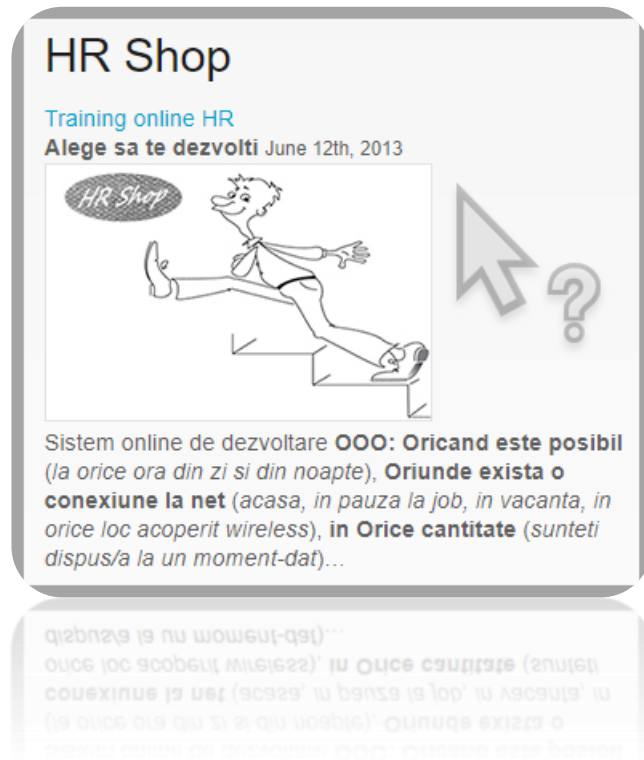 HR Shop
Training online HR
Alege sa te dezvolti June 12th, 2013
HR Shop
?
Sistem online de dezvoltare OOO: Oricand este posibil
(la orice ora din zi si din noapte), Oriunde exista o
conexiune la net (acasa, in pauza la job, in vacanta, in
orice loc acoperit wireless), in Orice cantitate (sunteti
dispus/a la un moment-dat)...